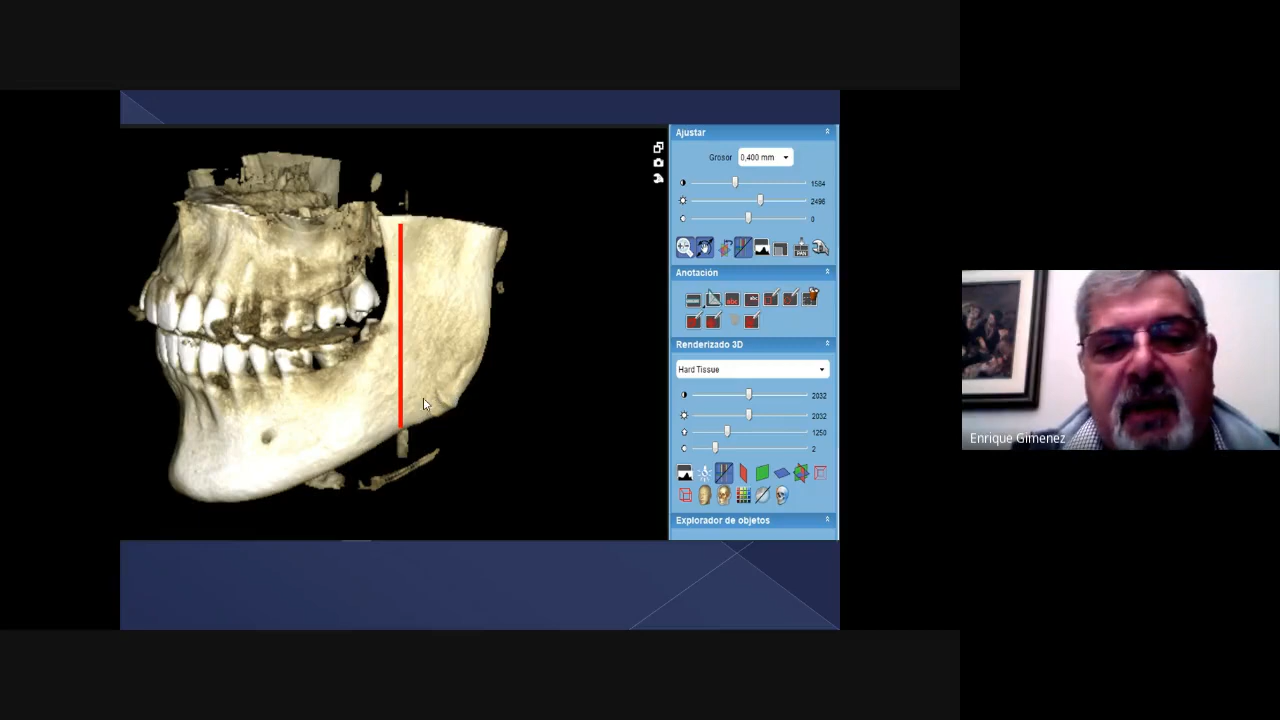 Ajustar
Grosor 0,400 mm
1584
2496
0
Anotación
Renderizado 3D
Hard Tissue
2032
2032
1250
2
Explorador de objetos
Enrique Gimenez